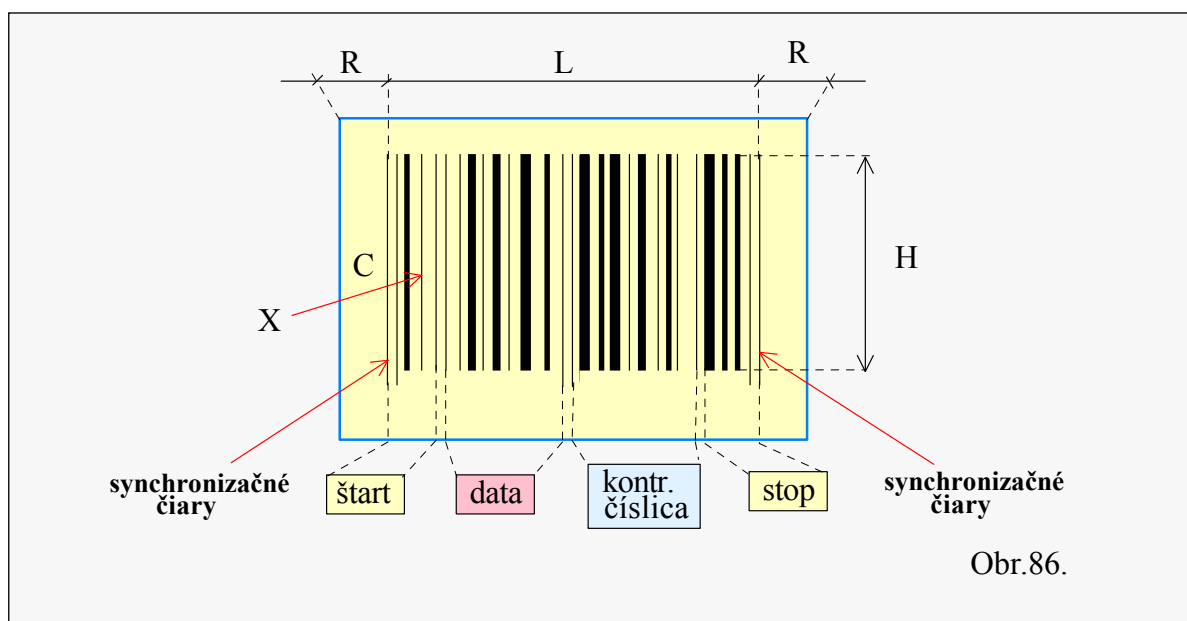 R L R
C
H
X
synchronizačné
čiary
štart
data
kontr.
číslica
stop
synchronizačné
čiary
Obr.86.